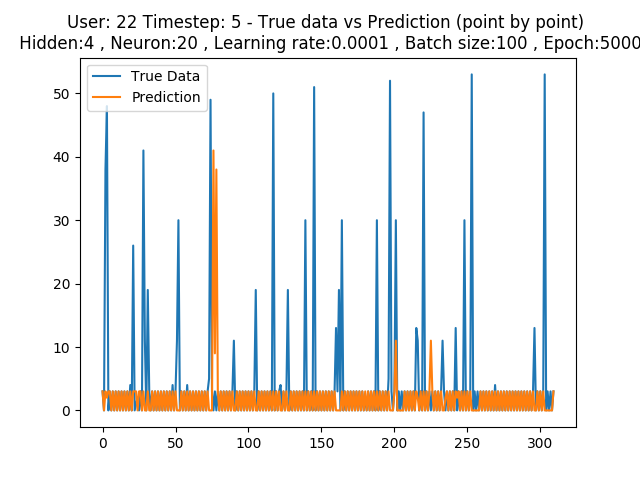 User: 22 Timestep: 5 - True data vs Prediction (point by point)
Hidden:4 , Neuron:20 , Learning rate:0.0001 , Batch size:100 , Epoch:5000
True Data
Prediction
50
40
30
20
10
0
0 50 100 150 200 250 300